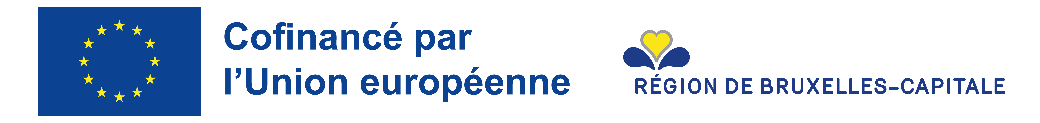 Cofinancé par
l’Union européenne
RÉGION DE BRUXELLES-CAPITALE